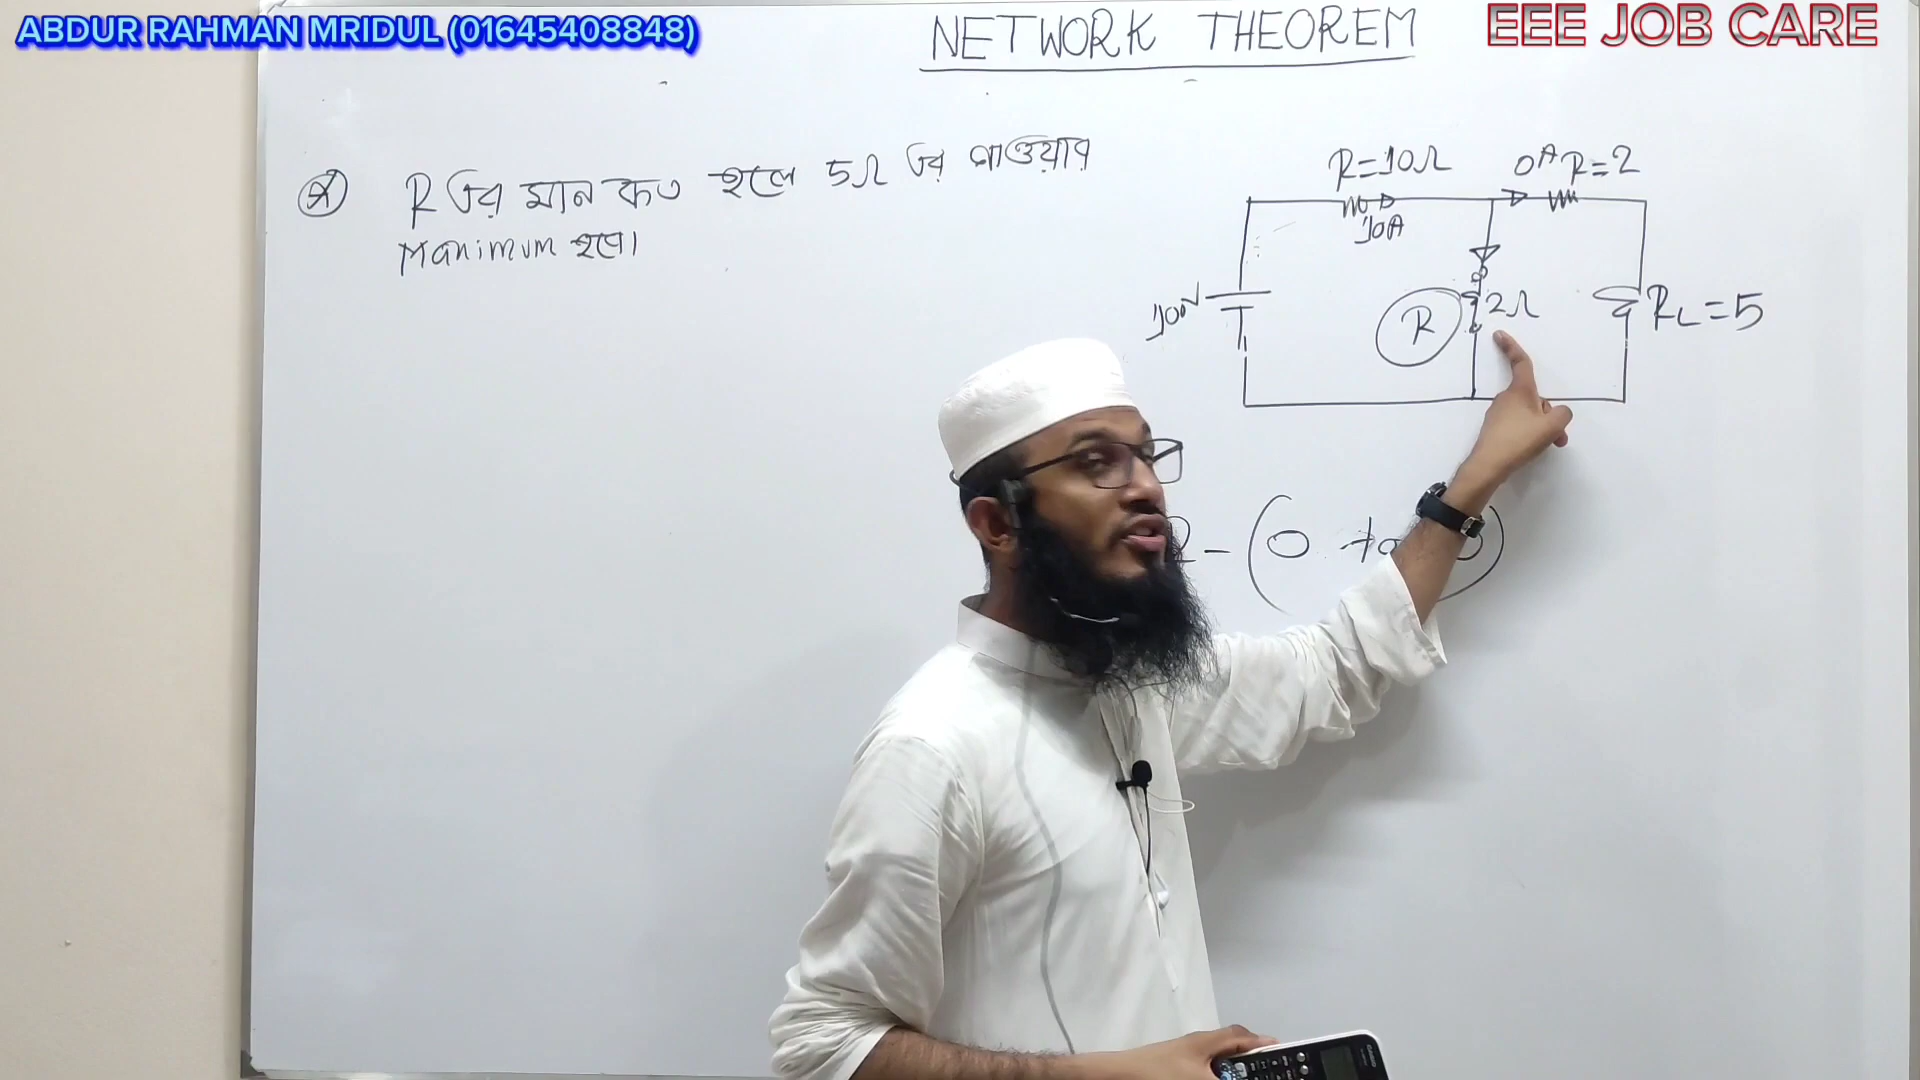 ABDUR RAHMAN MRIDUL (01645408848)
NETWORK THEOREM
EEE JOB CARE
R এর মান কত হলে 5Ω এর পাওয়ার
Maximum হবে।
R=10Ω
0A R=2
10A
100V
R
2Ω
RL=5